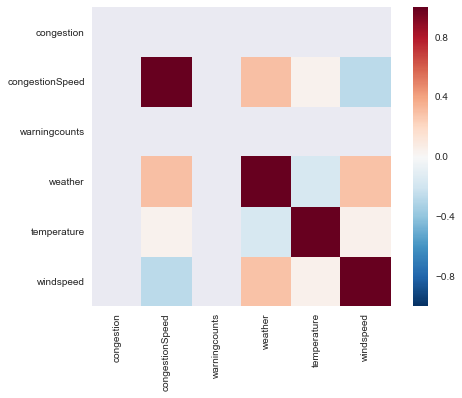 congestion
congestionSpeed
warningcounts
weather
temperature
windspeed
congestion
congestionSpeed
warningcounts
weather
temperature
windspeed
0.8
0.4
0.0
−0.4
−0.8